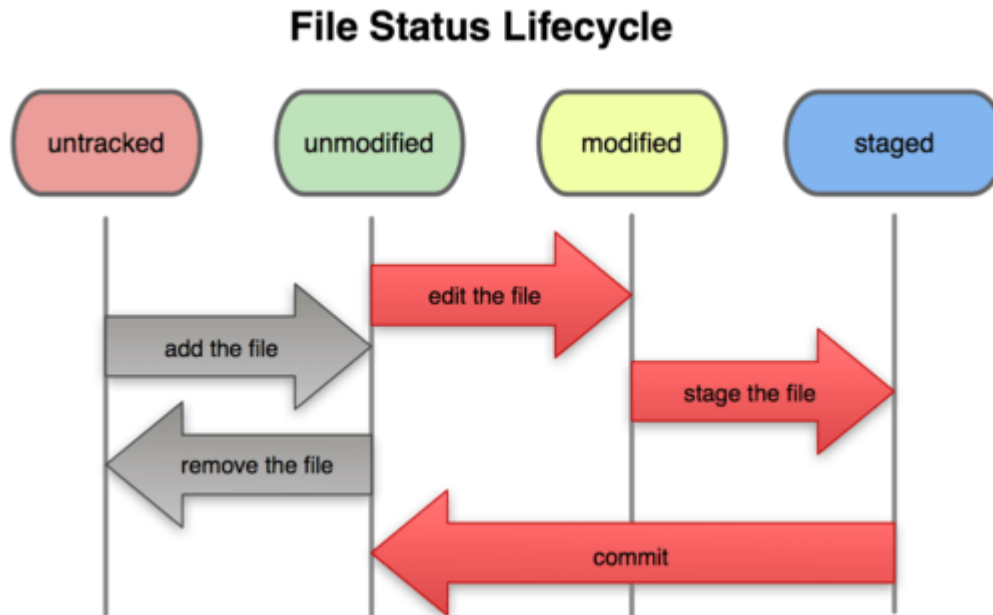 File Status Lifecycle
untracked
unmodified
modified
staged
edit the file
add the file
stage the file
remove the file
commit